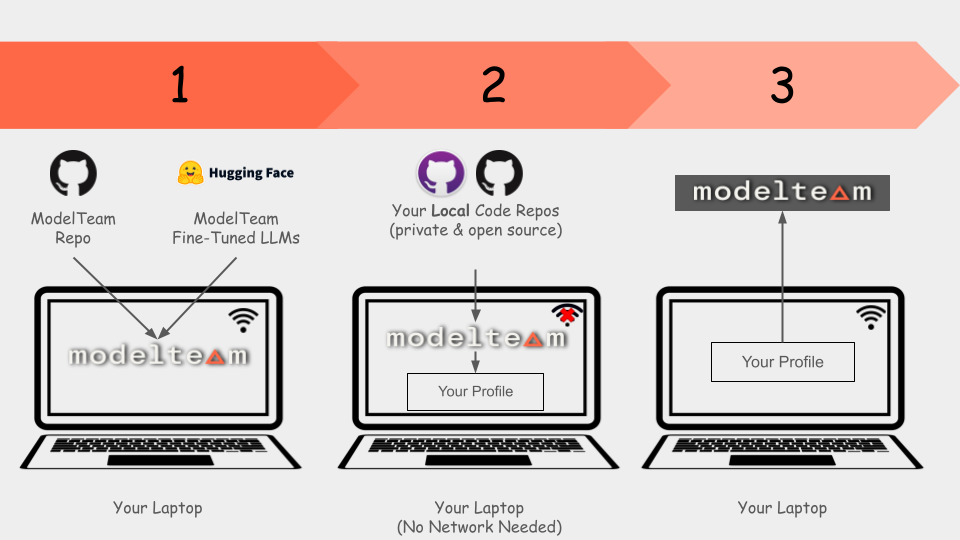 1
2
3
Hugging Face
ModelTeam
Repo
ModelTeam
Fine-Tuned LLMs
Your Local Code Repos
(private & open source)
modelteam
modelteam
modelteam
Your Profile
Your Profile
Your Laptop
Your Laptop
(No Network Needed)
Your Laptop